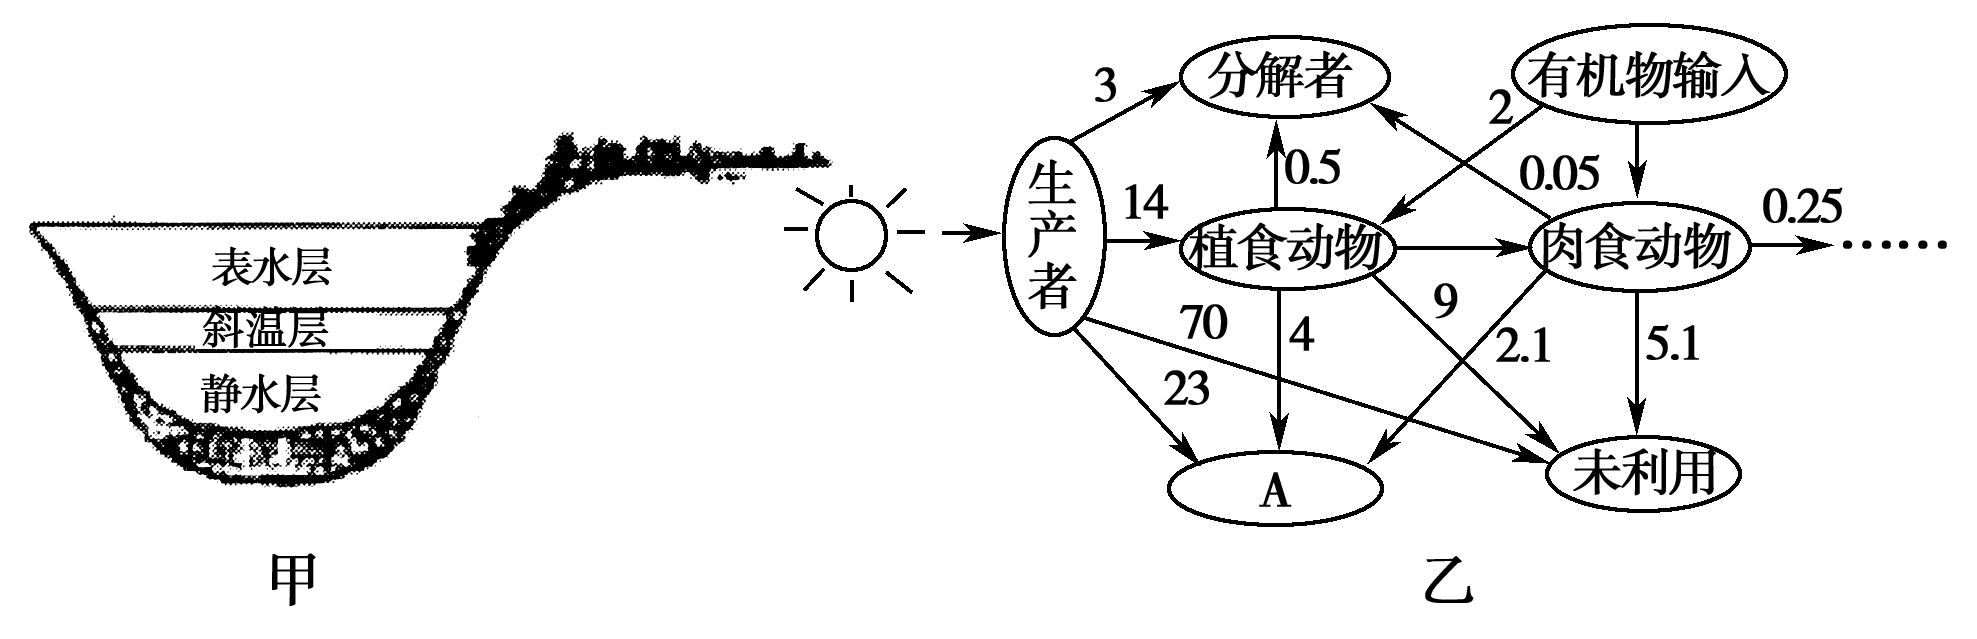 表水层
斜温层
静水层
甲
生产者
分解者
有机物输入
植食动物
肉食动物
A
未利用
3
14
70
23
0.5
4
2
9
0.05
2.1
5.1
0.25
……
乙